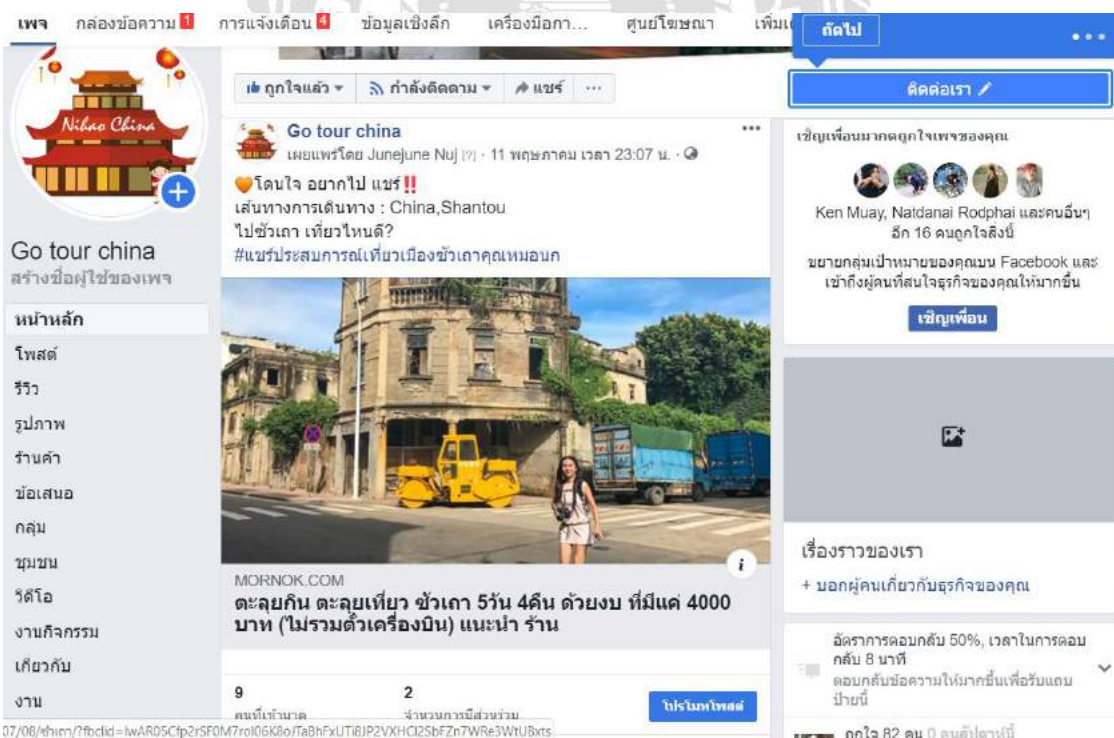 เพจ กล่องข้อความ 1 การแจ้งเตือน 4 ข้อมูลเชิงลึก เครื่องมือกา... ศูนย์โฆษณา
ถัดไป
ติดต่อเรา
Nihao China
Go tour china
สร้างชื่อผู้ใช้ของเพจ
หน้าหลัก
โพสต์
รีวิว
รูปภาพ
ร้านค้า
ข้อเสนอ
กลุ่ม
ชุมชน
วิดีโอ
งานกิจกรรม
เกี่ยวกับ
งาน
ถูกใจแล้ว กำลังติดตาม แชร์ ...
Go tour china
เผยแพร่โดย Junejune Nuj [?] · 11 พฤษภาคม เวลา 23:07 น. ·
🧡โดนใจ อยากไป แชร์‼
เส้นทางการเดินทาง : China,Shantou
ไปซัวเถา เที่ยวไหนดี?
#แชร์ประสบการณ์เที่ยวเมืองซัวเถาคุณหมอนก
MORNOK.COM
ตะลุยกิน ตะลุยเที่ยว ซัวเถา 5วัน 4คืน ด้วยงบ ที่มีแค่ 4000
บาท (ไม่รวมตั๋วเครื่องบิน) แนะนำ ร้าน
9
2
โปรโมทโพสต์
เชิญเพื่อนมากดถูกใจเพจของคุณ
Ken Muay, Natdanai Rodphai และคนอื่นๆ
อีก 16 คนถูกใจสิ่งนี้
ขยายกลุ่มเป้าหมายของคุณบน Facebook และ
เข้าถึงผู้คนที่สนใจธุรกิจของคุณให้มากขึ้น
เชิญเพื่อน
เรื่องราวของเรา
+ บอกผู้คนเกี่ยวกับธุรกิจของคุณ
อัตราการตอบกลับ 50%, เวลาในการตอบ
กลับ 8 นาที
ตอบกลับข้อความให้มากขึ้นเพื่อรับแถบ
ป้ายนี้
ถูกใจ 82 คน 0 คนสัปดาห์นี้